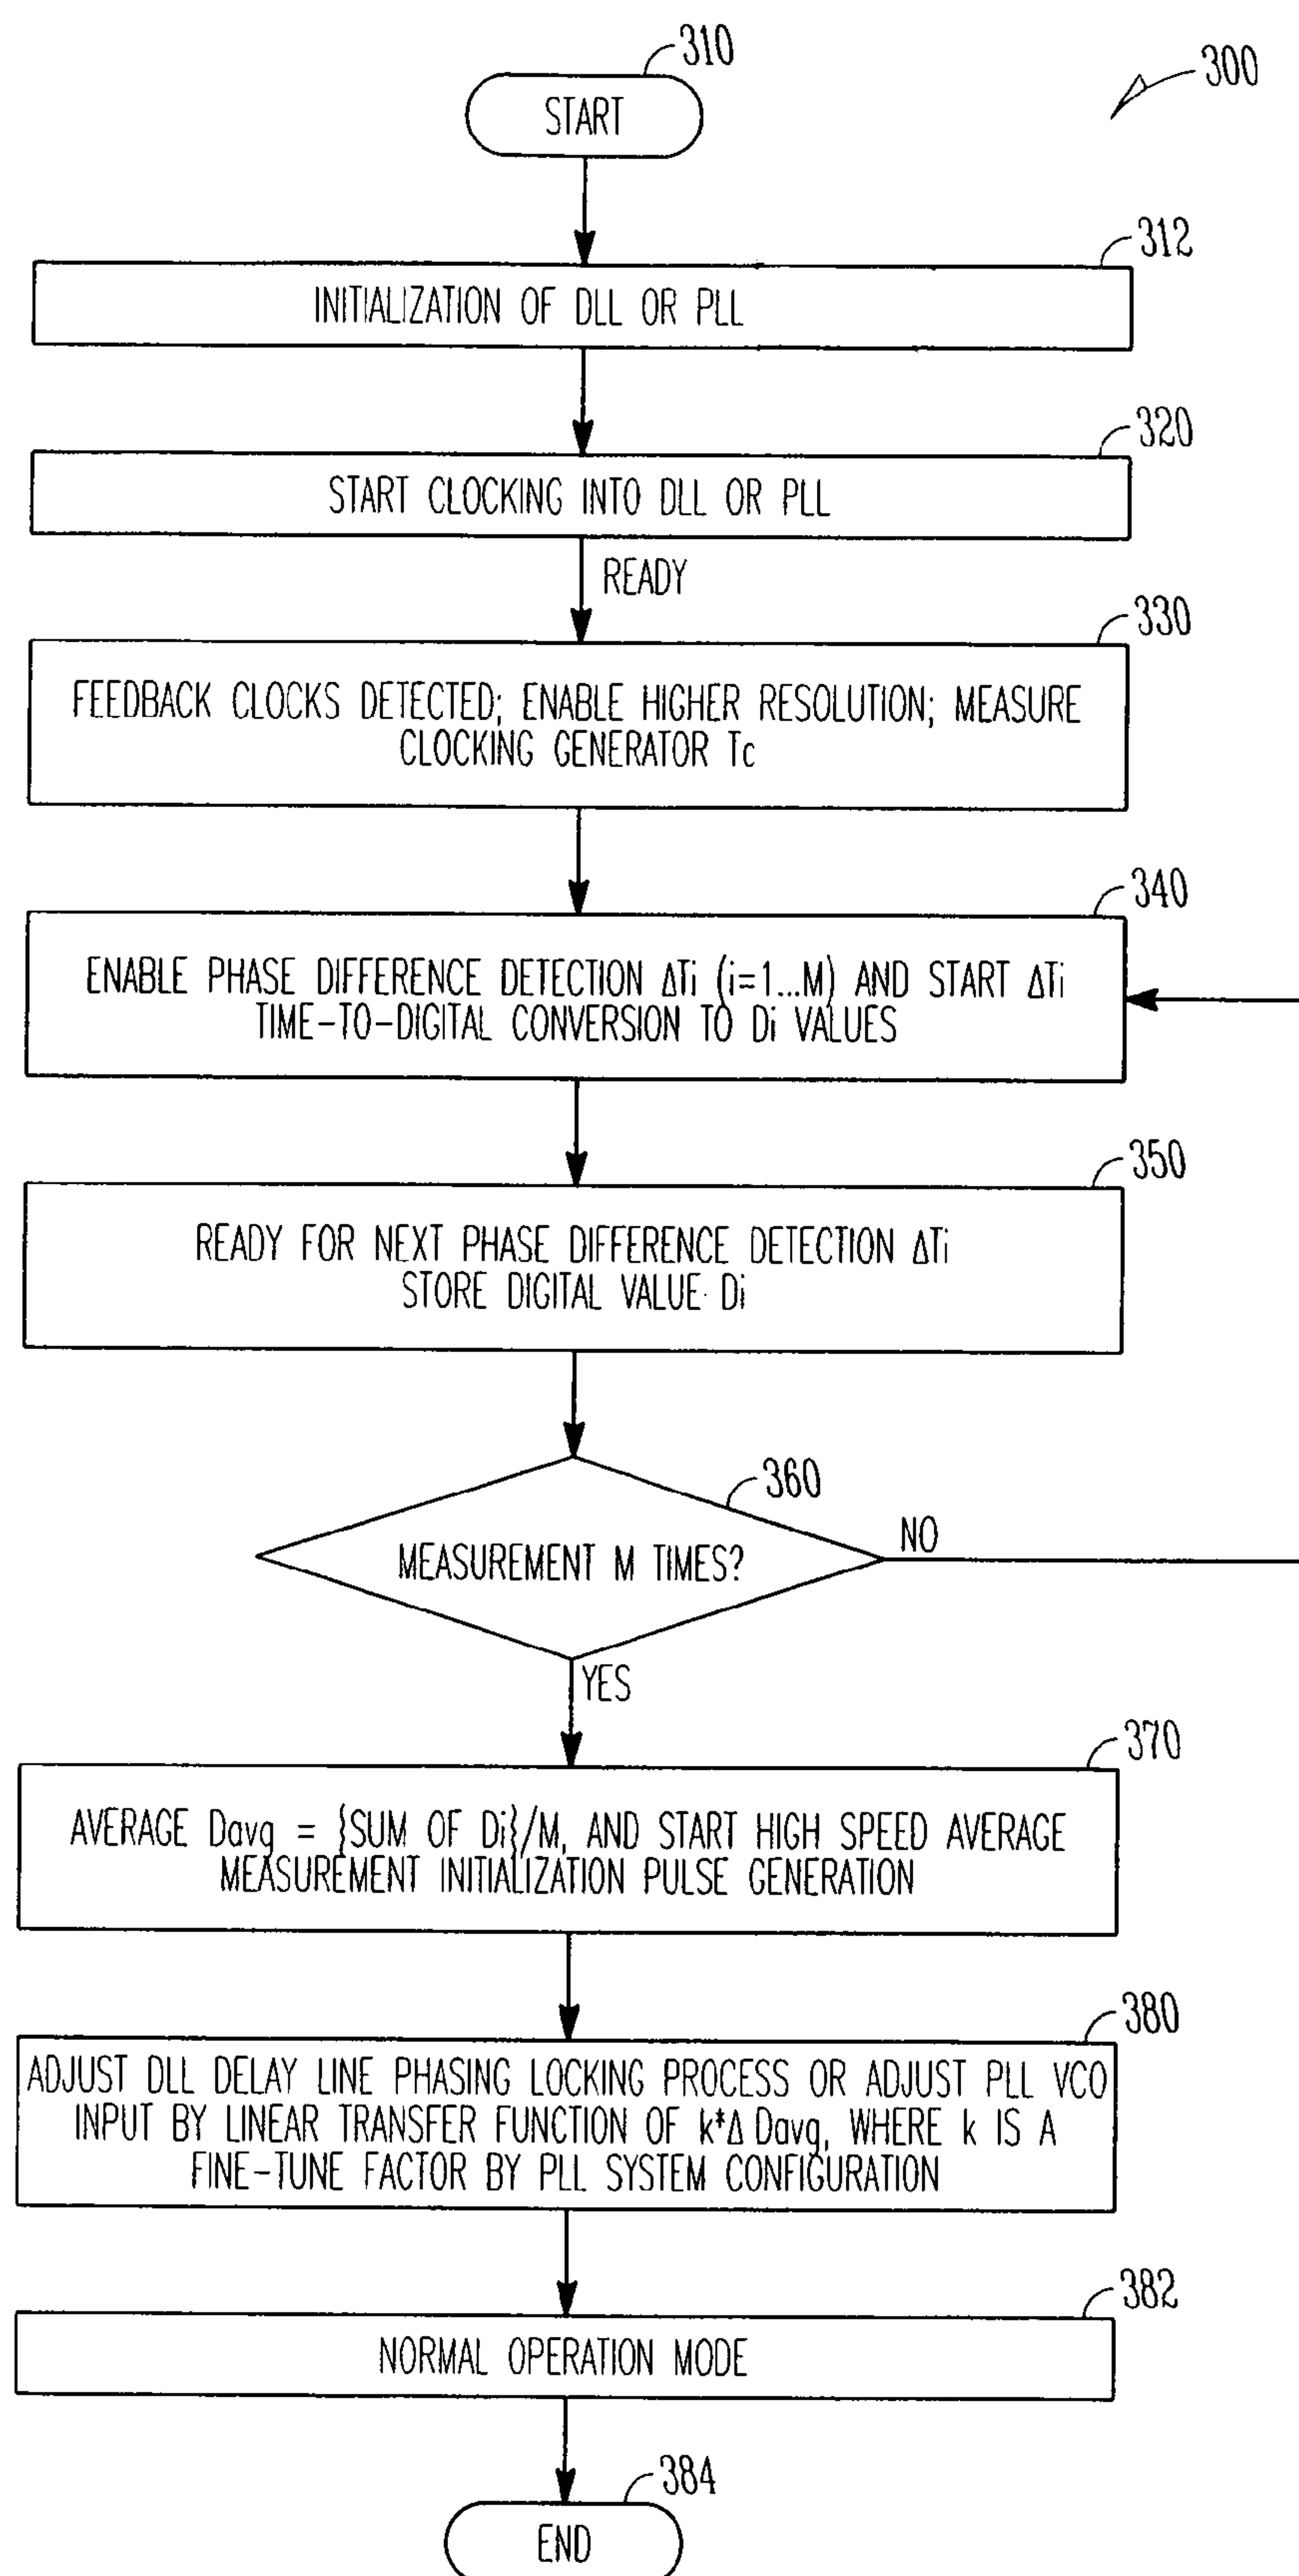 310
300
START
312
INITIALIZATION OF DLL OR PLL
320
START CLOCKING INTO DLL OR PLL
READY
330
FEEDBACK CLOCKS DETECTED; ENABLE HIGHER RESOLUTION; MEASURE
CLOCKING GENERATOR Tc
340
ENABLE PHASE DIFFERENCE DETECTION ΔTi (i=1...M) AND START ΔTi
TIME-TO-DIGITAL CONVERSION TO Di VALUES
350
READY FOR NEXT PHASE DIFFERENCE DETECTION ΔTi
STORE DIGITAL VALUE Di
360
MEASUREMENT M TIMES?
NO
YES
370
AVERAGE Davg = {SUM OF Di}/M, AND START HIGH SPEED AVERAGE
MEASUREMENT INITIALIZATION PULSE GENERATION
380
ADJUST DLL DELAY LINE PHASING LOCKING PROCESS OR ADJUST PLL VCO
INPUT BY LINEAR TRANSFER FUNCTION OF k*Δ Davg, WHERE k IS A
FINE-TUNE FACTOR BY PLL SYSTEM CONFIGURATION
382
NORMAL OPERATION MODE
384
END